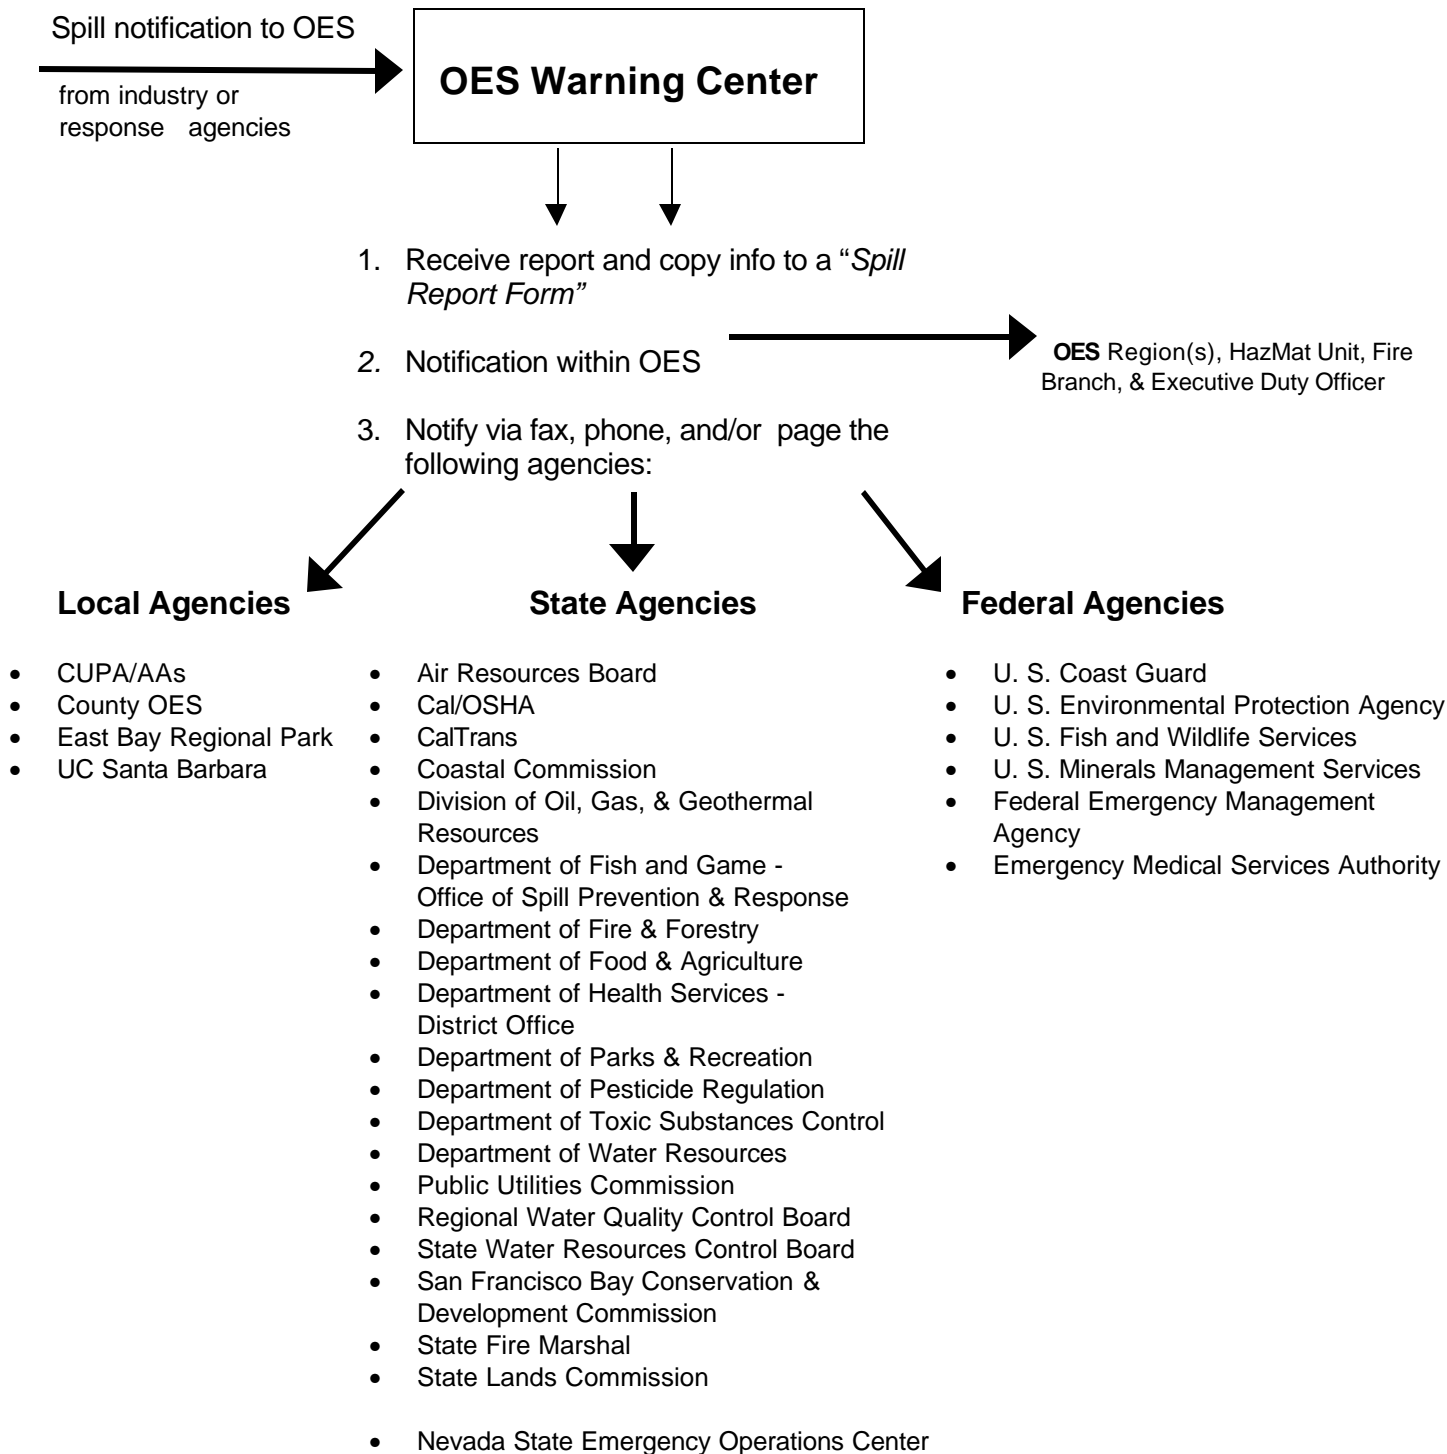 Spill notification to OES
from industry or
response agencies
OES Warning Center
1. Receive report and copy info to a “Spill
Report Form”
2. Notification within OES
OES Region(s), HazMat Unit, Fire
Branch, & Executive Duty Officer
3. Notify via fax, phone, and/or page the
following agencies:
Local Agencies
• CUPA/AAs
• County OES
• East Bay Regional Park
• UC Santa Barbara
State Agencies
• Air Resources Board
• Cal/OSHA
• CalTrans
• Coastal Commission
• Division of Oil, Gas, & Geothermal
Resources
• Department of Fish and Game -
Office of Spill Prevention & Response
• Department of Fire & Forestry
• Department of Food & Agriculture
• Department of Health Services -
District Office
• Department of Parks & Recreation
• Department of Pesticide Regulation
• Department of Toxic Substances Control
• Department of Water Resources
• Public Utilities Commission
• Regional Water Quality Control Board
• State Water Resources Control Board
• San Francisco Bay Conservation &
Development Commission
• State Fire Marshal
• State Lands Commission
• Nevada State Emergency Operations Center
Federal Agencies
• U. S. Coast Guard
• U. S. Environmental Protection Agency
• U. S. Fish and Wildlife Services
• U. S. Minerals Management Services
• Federal Emergency Management
Agency
• Emergency Medical Services Authority